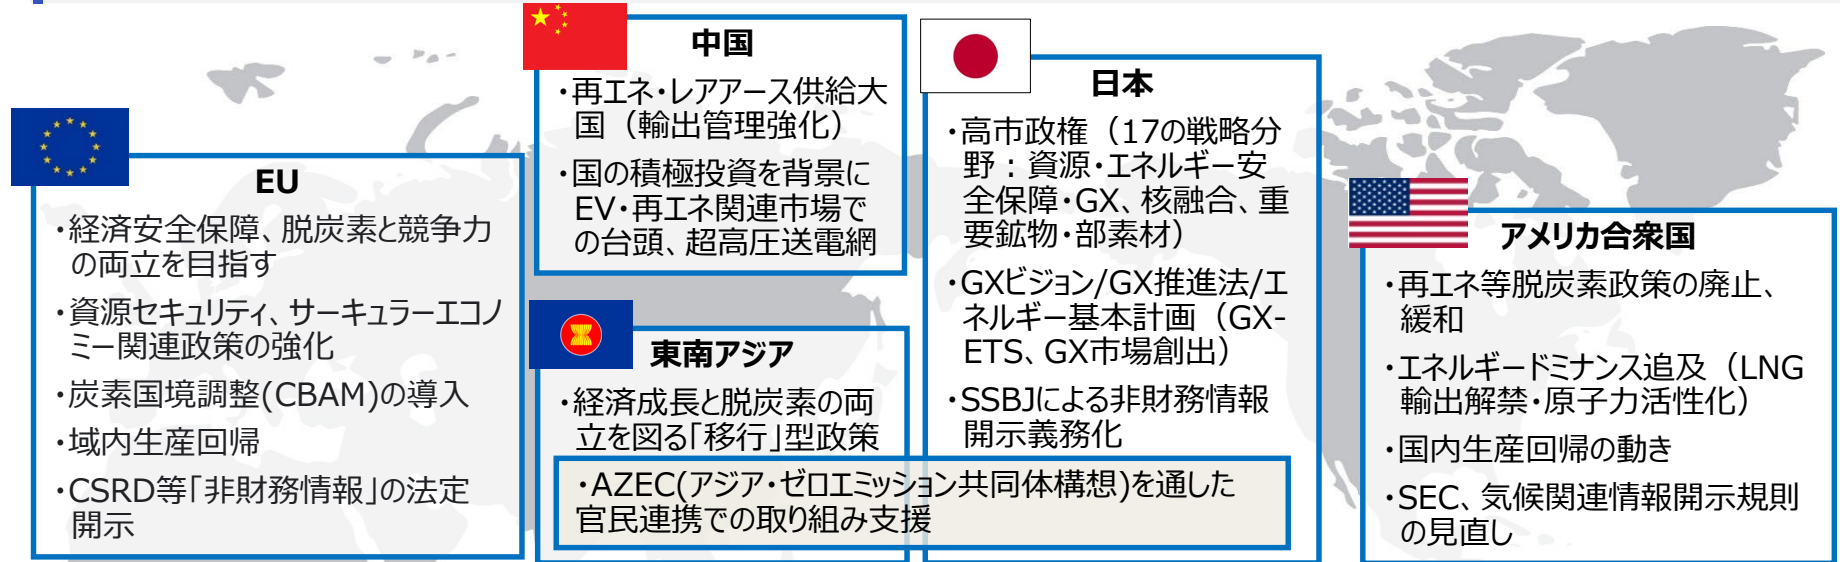 EU
・経済安全保障、脱炭素と競争力
の両立を目指す
・資源セキュリティ、サーキュラーエコノ
ミー関連政策の強化
・炭素国境調整(CBAM)の導入
・域内生産回帰
・CSRD等「非財務情報」の法定
開示
中国
・再エネ・レアアース供給大
国（輸出管理強化）
・国の積極投資を背景に
EV・再エネ関連市場で
の台頭、超高圧送電網
東南アジア
・経済成長と脱炭素の両
立を図る「移行」型政策
日本
・高市政権（17の戦略分
野：資源・エネルギー安
全保障・GX、核融合、重
要鉱物・部素材）
・GXビジョン/GX推進法/エ
ネルギー基本計画（GX-
ETS、GX市場創出）
・SSBJによる非財務情報
開示義務化
・AZEC(アジア・ゼロエミッション共同体構想)を通した
官民連携での取り組み支援
アメリカ合衆国
・再エネ等脱炭素政策の廃止、
緩和
・エネルギードミナンス追及（LNG
輸出解禁・原子力活性化）
・国内生産回帰の動き
・SEC、気候関連情報開示規則
の見直し